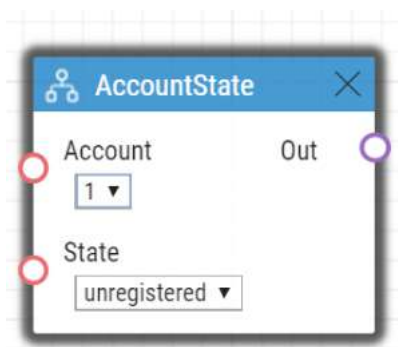 AccountState
Account
Out
1
State
unregistered